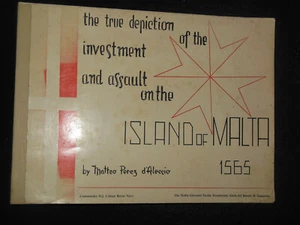 the true depiction
of the
investment
and assault
on the
ISLAND OF MALTA
1565
by Matteo Perez d'Aleccio